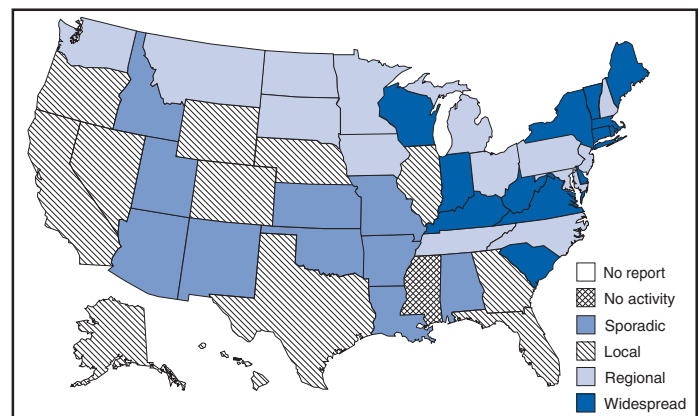 No report
No activity
Sporadic
Local
Regional
Widespread